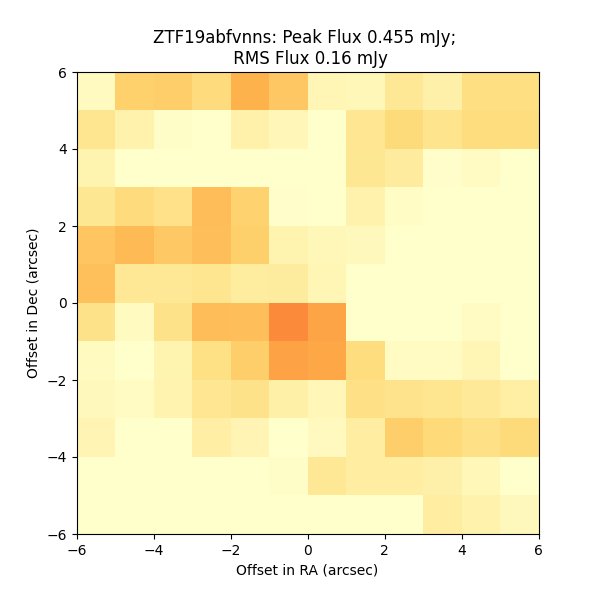 ZTF19abfvnns: Peak Flux 0.455 mJy;
RMS Flux 0.16 mJy
6
4
2
0
−2
−4
−6
Offset in Dec (arcsec)
−6 −4 −2 0 2 4 6
Offset in RA (arcsec)